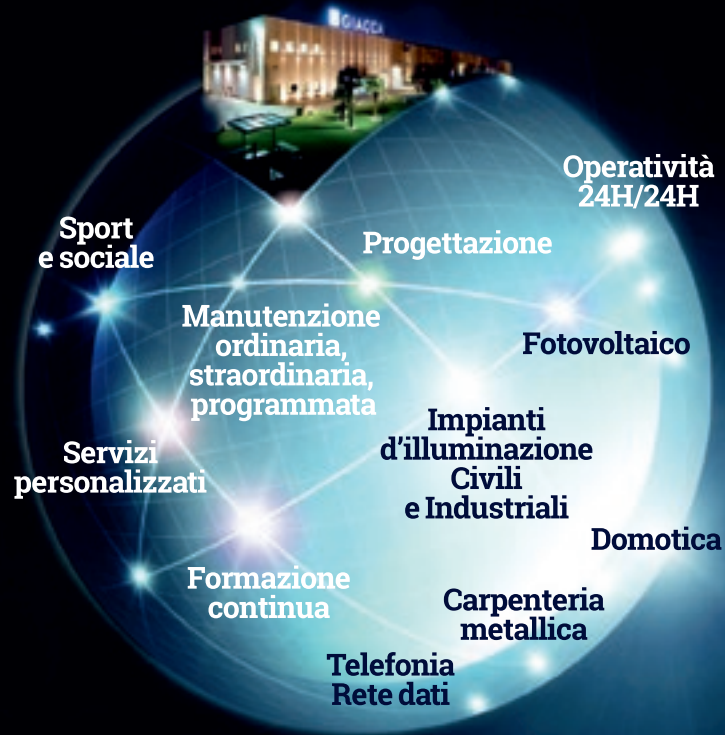 GIACCA
Operatività
24H/24H
Sport
e sociale
Progettazione
Manutenzione
ordinaria,
straordinaria,
programmata
Fotovoltaico
Impianti
d'illuminazione
Civili
e Industriali
Servizi
personalizzati
Domotica
Formazione
continua
Carpenteria
metallica
Telefonia
Rete dati